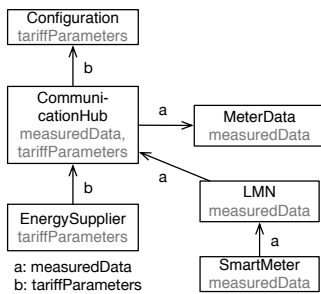 Configuration
tariffParameters
b
Communi-
cationHub
measuredData,
tariffParameters
a
MeterData
measuredData
a
b
LMN
measuredData
EnergySupplier
tariffParameters
a
SmartMeter
measuredData
a: measuredData
b: tariffParameters